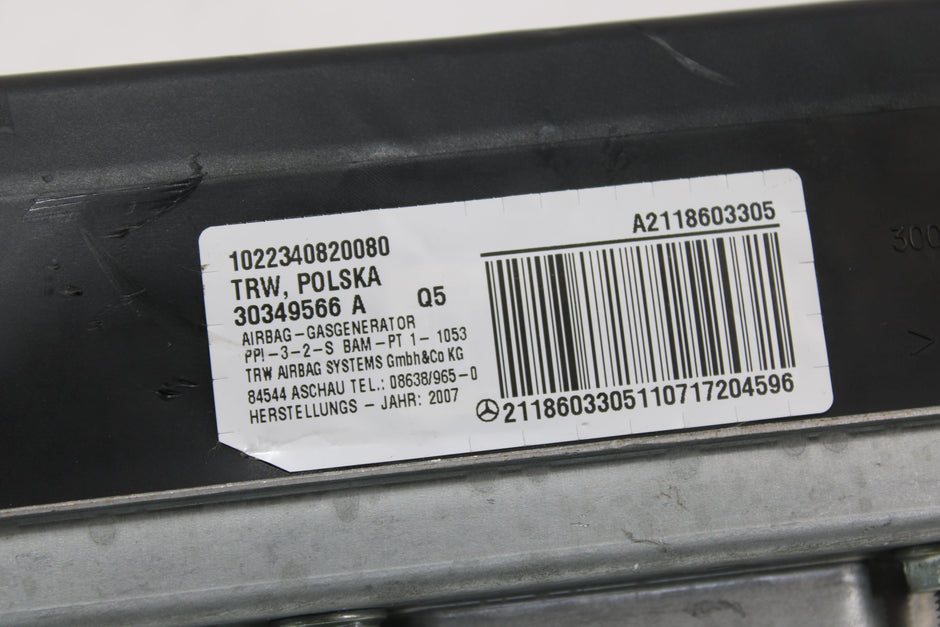 A2118603305
1022340820080
TRW, POLSKA
30349566 A Q5
AIRBAG-GASGENERATOR
PPI-3-2-S BAM-PT 1-1053
TRW AIRBAG SYSTEMS GmbH&Co KG
84544 ASCHAU TEL.: 08638/965-0
HERSTELLUNGS - JAHR: 2007
2118603305110717204596
300
>